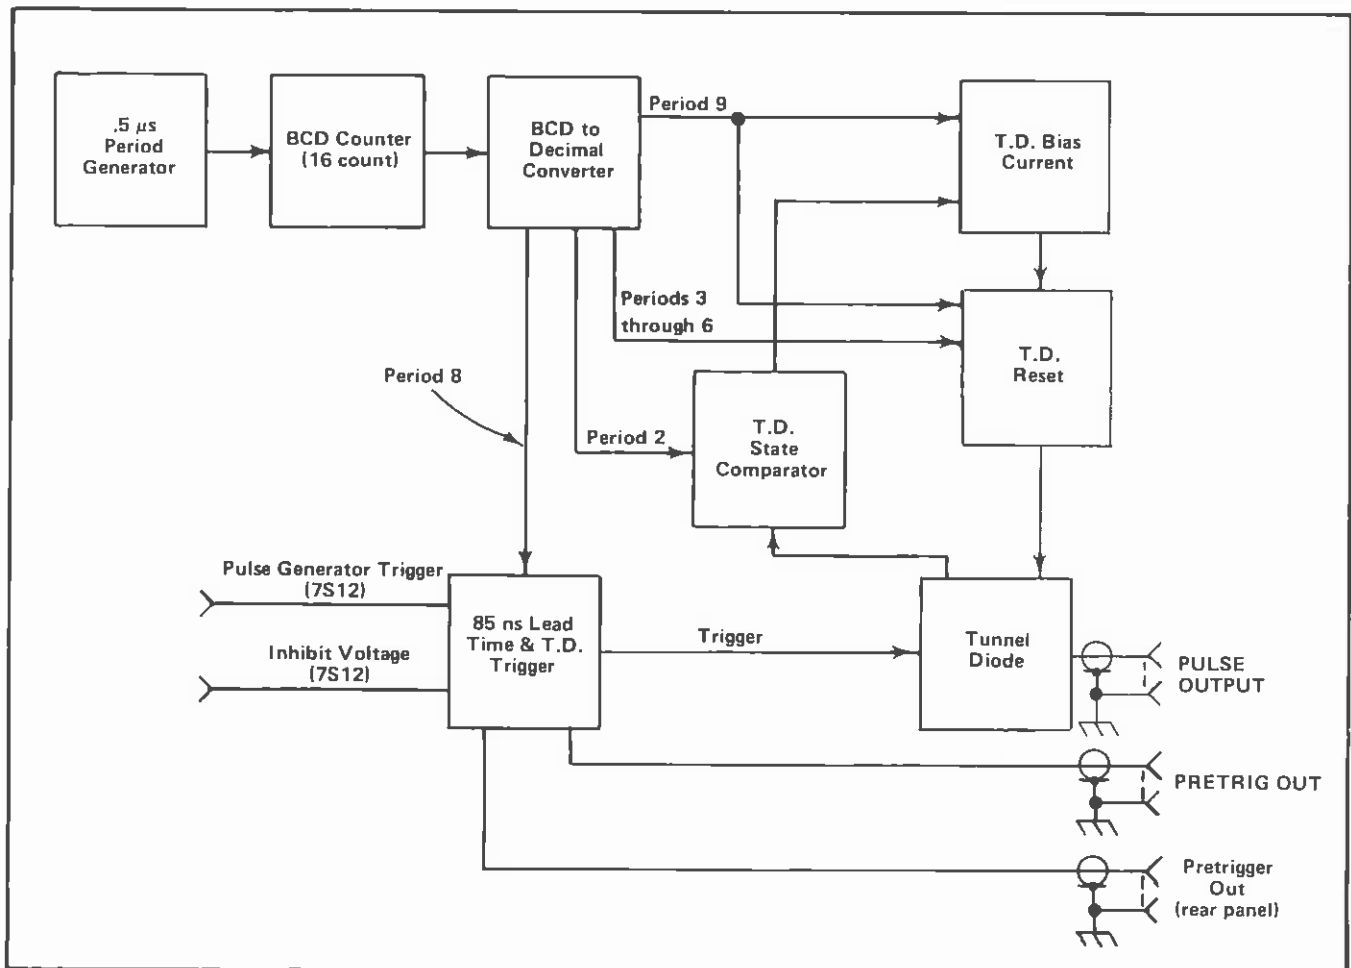 .5 µs
Period
Generator
BCD Counter
(16 count)
BCD to
Decimal
Converter
Period 9
T.D. Bias
Current
Periods 3
through 6
T.D.
Reset
Period 8
Period 2
T.D.
State
Comparator
Pulse Generator Trigger
(7S12)
Inhibit Voltage
(7S12)
85 ns Lead
Time & T.D.
Trigger
Trigger
Tunnel
Diode
PULSE
OUTPUT
PRETRIG OUT
Pretrigger
Out
(rear panel)